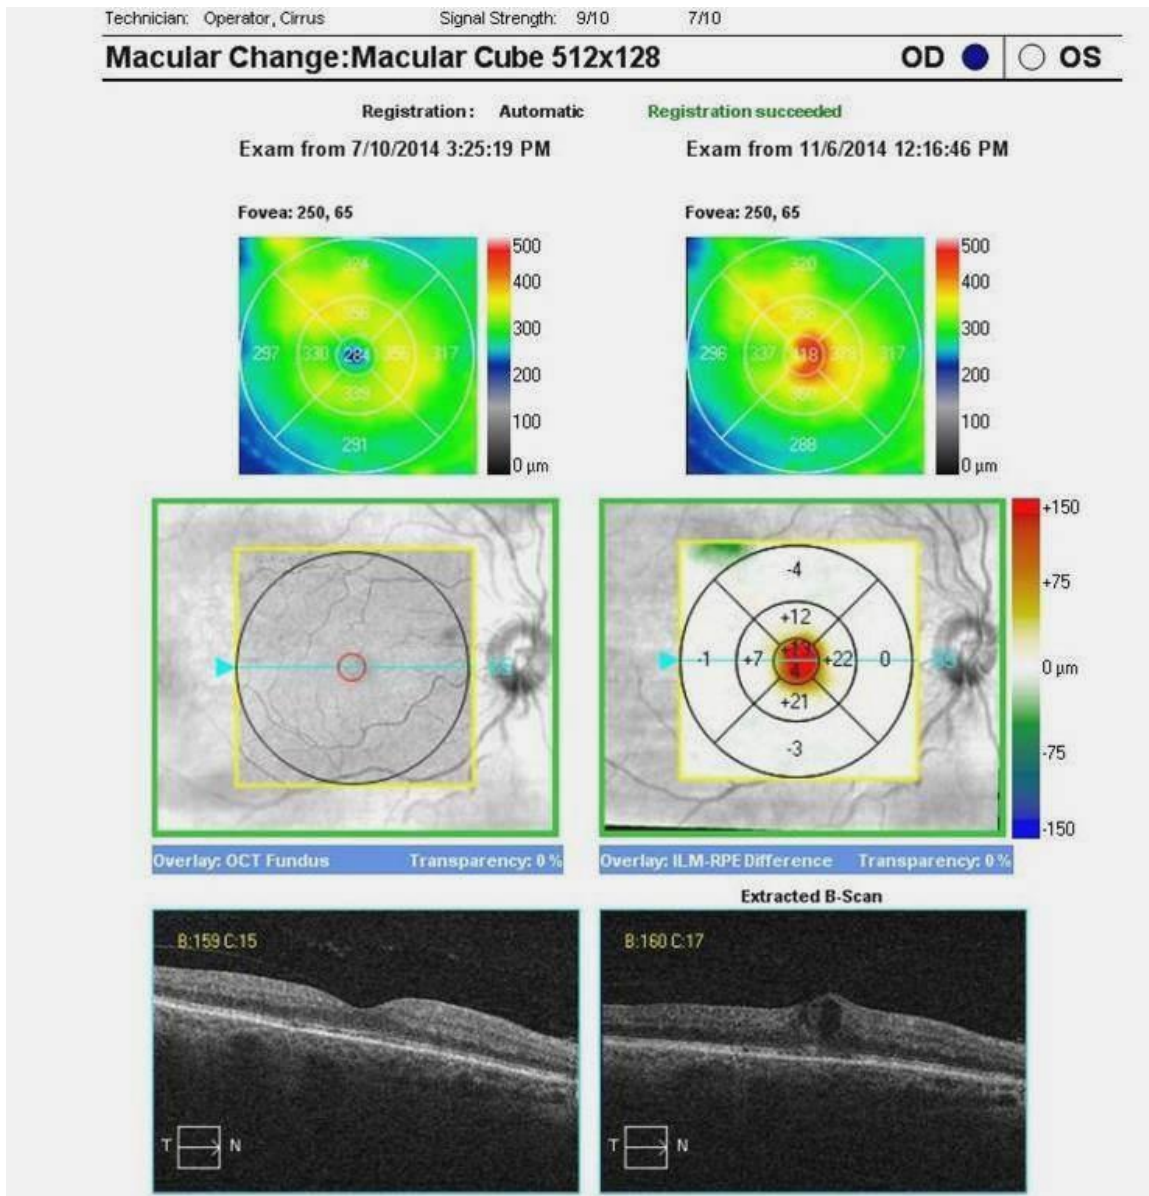 Technician: Operator, Cirrus Signal Strength: 9/10 7/10
Macular Change:Macular Cube 512x128 OD OS
Registration: Automatic Registration succeeded
Exam from 7/10/2014 3:25:19 PM Exam from 11/6/2014 12:16:46 PM
Fovea: 250, 65 Fovea: 250, 65
500 500
324 320
400 400
300 300
297 330 317 296 337 317
200 200
339
100 100
291 288
0 µm 0 µm
+150
-4
+75
+12
+13
-1 +7 +22 0 0 µm
4
+21
-3 -75
-150
Overlay: OCT Fundus Transparency: 0 % Overlay: ILM-RPE Difference Transparency: 0 %
Extracted B-Scan
B:159 C:15 B:160 C:17
T N T N